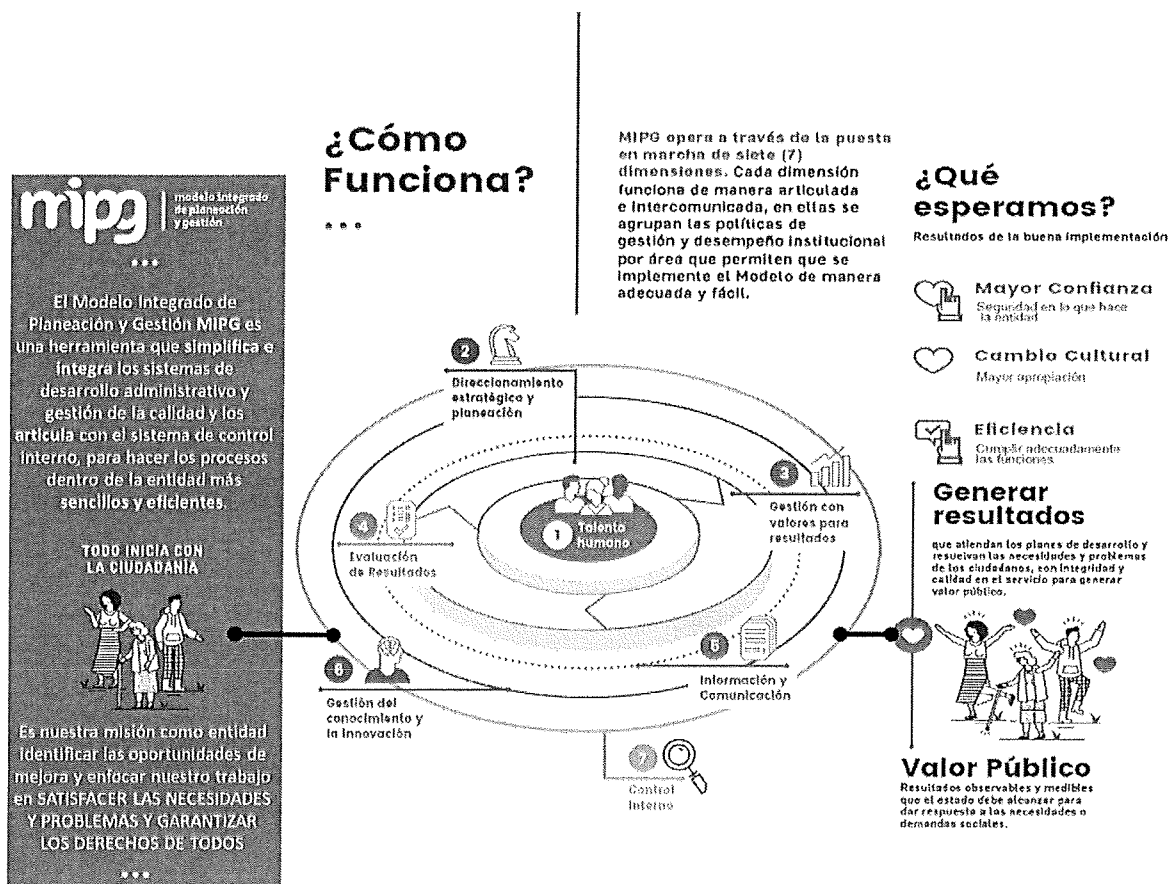 mipg
modelo integrado
de planeación
y gestión
El Modelo Integrado de
Planeación y Gestión MIPG es
una herramienta que simplifica e
integra los sistemas de
desarrollo administrativo y
gestión de la calidad y los
articula con el sistema de control
interno, para hacer los procesos
dentro de la entidad más
sencillos y eficientes.
TODO INICIA CON
LA CIUDADANÍA
Es nuestra misión como entidad
identificar las oportunidades de
mejora y enfocar nuestro trabajo
en SATISFACER LAS NECESIDADES
Y PROBLEMAS Y GARANTIZAR
LOS DERECHOS DE TODOS
¿Cómo
Funciona?
MIPG opera a través de la puesta
en marcha de siete (7)
dimensiones. Cada dimensión
funciona de manera articulada
e intercomunicada, en ellas se
agrupan las políticas de
gestión y desempeño institucional
por área que permiten que se
implemente el Modelo de manera
adecuada y fácil.
2
Direccionamiento
estratégico y
planeación
3
Gestión con
valores para
resultados
1
Talento
Humano
4
Evaluación
de Resultados
Información y
Comunicación
Gestión del
conocimiento y
la innovación
7
Control
Interno
¿Qué
esperamos?
Resultados de la buena implementación
Mayor Confianza
Seguridad en lo que hace
la entidad
Cambio Cultural
Mayor apropiación
Eficiencia
Cumplir adecuadamente
las funciones
Generar
resultados
que atiendan los planes de desarrollo y
resuelvan las necesidades y problemas
de los ciudadanos, con integridad y
calidad en el servicio para generar
valor público.
Valor Público
Resultados observables y medibles
que el estado debe alcanzar para
dar respuesta a las necesidades o
demandas sociales.